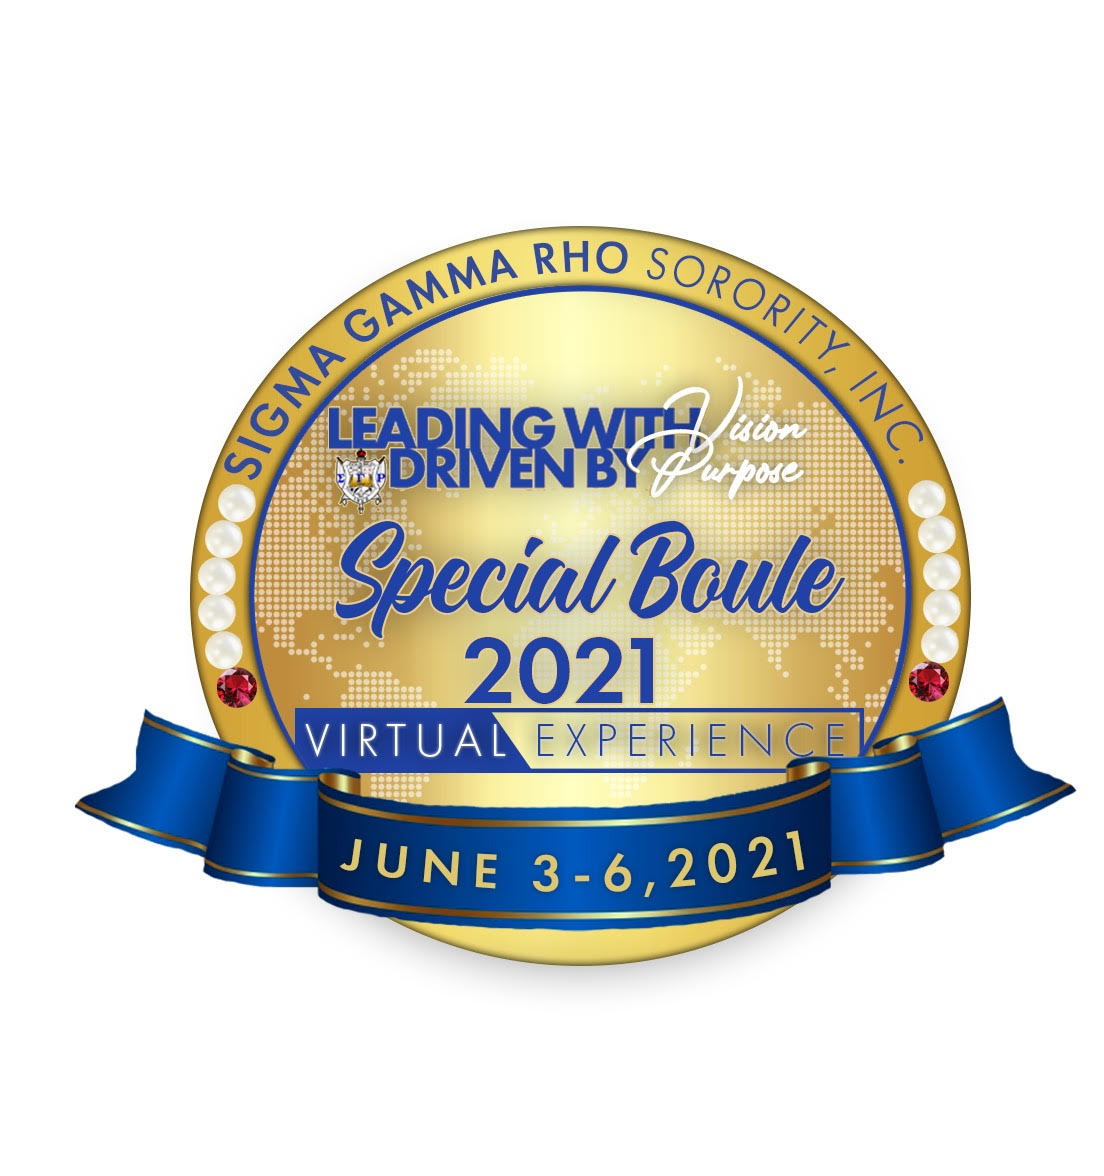 SIGMA GAMMA RHO SORORITY, INC.
LEADING WITH Vision
DRIVEN BY Purpose
Σ Γ Ρ
Special Boule
2021
VIRTUAL EXPERIENCE
JUNE 3-6, 2021